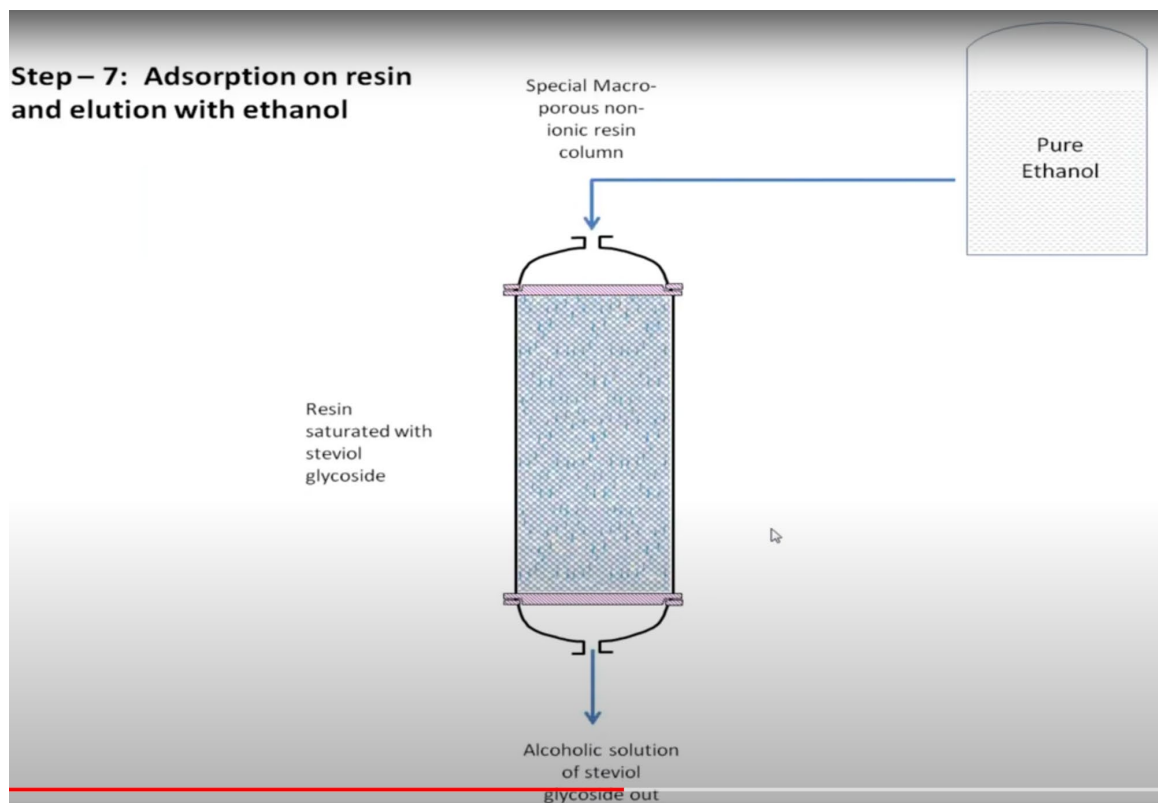 Step – 7: Adsorption on resin
and elution with ethanol
Special Macro-
porous non-
ionic resin
column
Pure
Ethanol
Resin
saturated with
steviol
glycoside
Alcoholic solution
of steviol
glycoside out